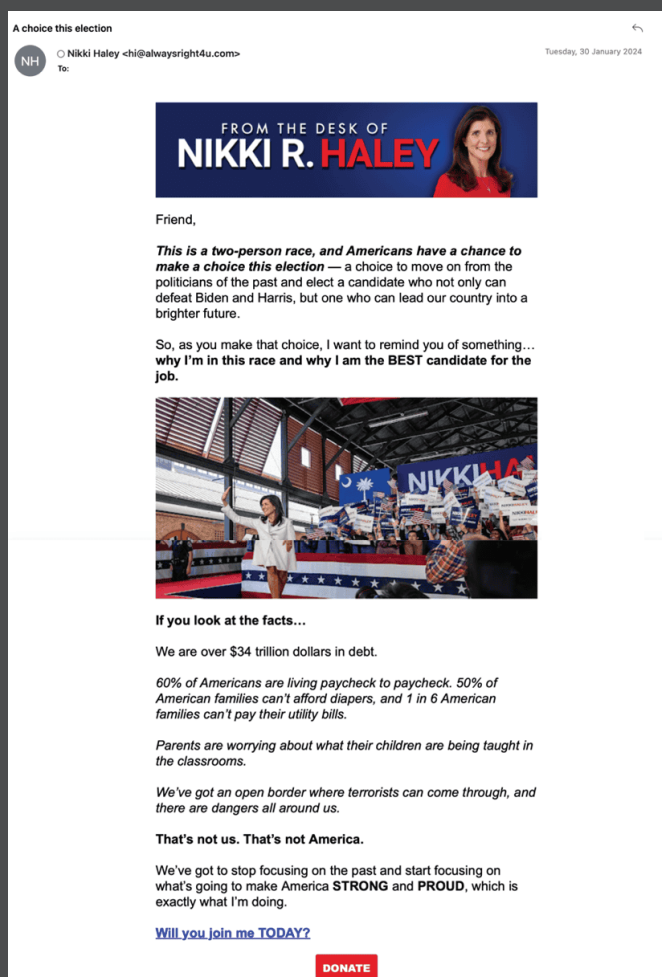 A choice this election
NH
Nikki Haley <hi@alwaysright4u.com>
Tuesday, 30 January 2024
To:
FROM THE DESK OF
NIKKI R. HALEY
Friend,
This is a two-person race, and Americans have a chance to
make a choice this election — a choice to move on from the
politicians of the past and elect a candidate who not only can
defeat Biden and Harris, but one who can lead our country into a
brighter future.
So, as you make that choice, I want to remind you of something…
why I'm in this race and why I am the BEST candidate for the
job.
NIKKI HA
If you look at the facts…
We are over $34 trillion dollars in debt.
60% of Americans are living paycheck to paycheck. 50% of
American families can't afford diapers, and 1 in 6 American
families can't pay their utility bills.
Parents are worrying about what their children are being taught in
the classrooms.
We've got an open border where terrorists can come through, and
there are dangers all around us.
That's not us. That's not America.
We've got to stop focusing on the past and start focusing on
what's going to make America STRONG and PROUD, which is
exactly what I'm doing.
Will you join me TODAY?
DONATE